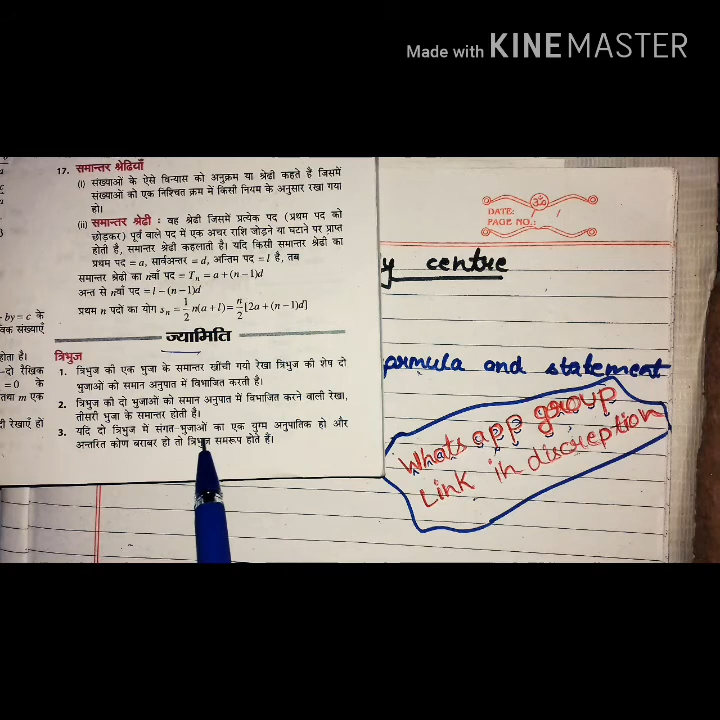 Made with KINEMASTER
17. समान्तर श्रेढियाँ
(i) संख्याओं के ऐसे विन्यास को अनुक्रम या श्रेढी कहते हैं जिसमें
संख्याओं को एक निश्चित क्रम में किसी नियम के अनुसार रखा गया
हो।
(ii) समान्तर श्रेढी : वह श्रेढी जिसमें प्रत्येक पद (प्रथम पद को
छोड़कर) पूर्व वाले पद में एक अचर राशि जोड़ने या घटाने पर प्राप्त
होती है, समान्तर श्रेढी कहलाती है। यदि किसी समान्तर श्रेढी का
प्रथम पद = a, सार्वअन्तर = d, अन्तिम पद = l है, तब
समान्तर श्रेढी का nवाँ पद = Tₙ = a + (n − 1)d
अन्त से nवाँ पद = l − (n − 1)d
प्रथम n पदों का योग sₙ = 1/2 n(a + l) = n/2 [2a + (n − 1)d]
ज्यामिति
त्रिभुज
1. त्रिभुज की एक भुजा के समान्तर खींची गयी रेखा त्रिभुज की शेष दो
भुजाओं को समान अनुपात में विभाजित करती है।
2. त्रिभुज की दो भुजाओं को समान अनुपात में विभाजित करने वाली रेखा,
तीसरी भुजा के समान्तर होती है।
3. यदि दो त्रिभुज में संगत भुजाओं का एक युग्म अनुपातिक हो और
अन्तरित कोण बराबर हो तो त्रिभुज समरूप होते हैं।
- by = c के
होता है।
-दो रैखिक
= 0 के
तथा m एक
दी रेखाएँ हों
ॐ
DATE: / /
PAGE NO.:
y centre
ormula and statement
Whats app group
Link in discreption